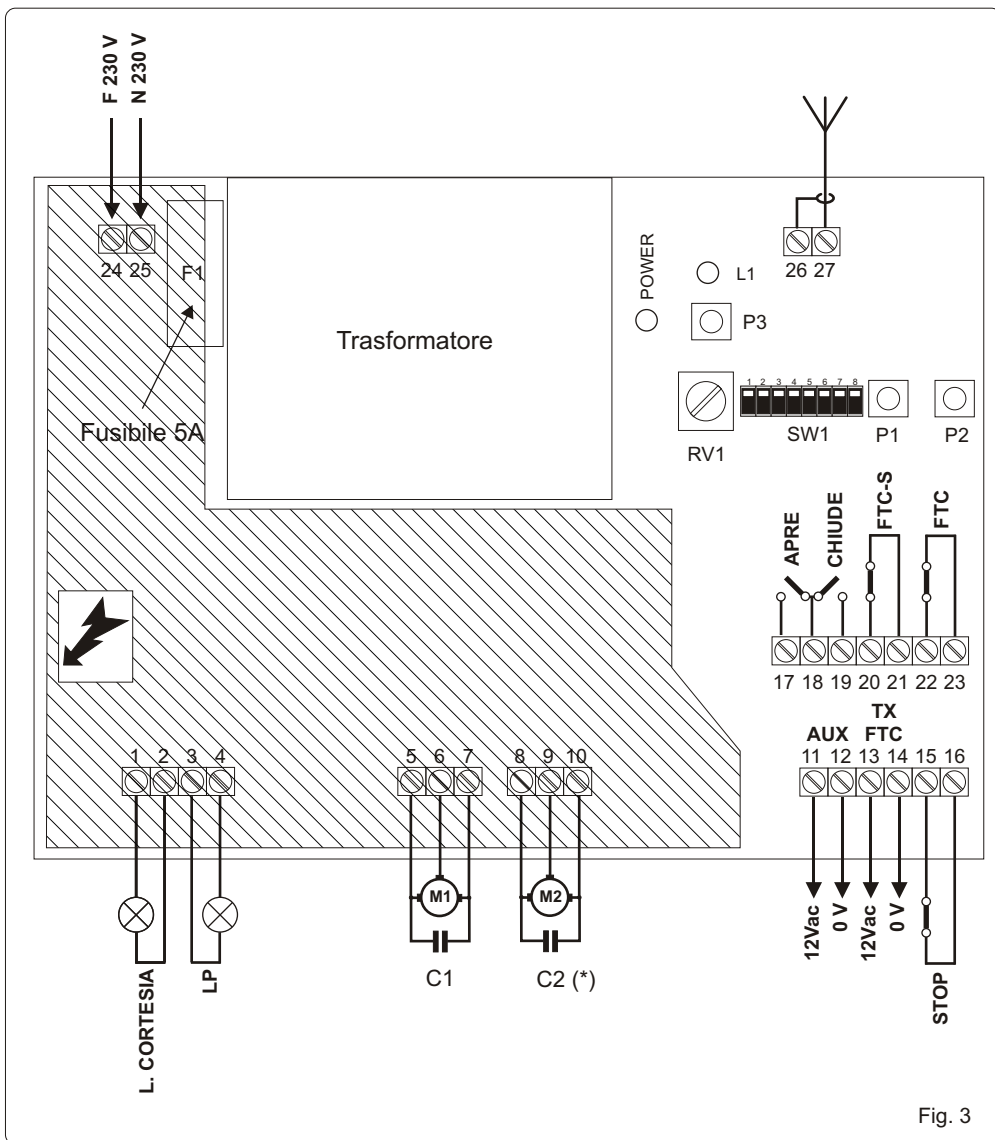 F 230 V
N 230 V
24 25
F1
Fusibile 5A
Trasformatore
POWER
L1
P3
26 27
RV1
1 2 3 4 5 6 7 8
SW1
P1
P2
APRE
CHIUDE
FTC-S
FTC
17 18 19 20 21 22 23
TX
AUX FTC
11 12 13 14 15 16
12Vac
0 V
12Vac
0 V
STOP
1 2 3 4
L. CORTESIA
LP
5 6 7
M1
C1
8 9 10
M2
C2 (*)
Fig. 3